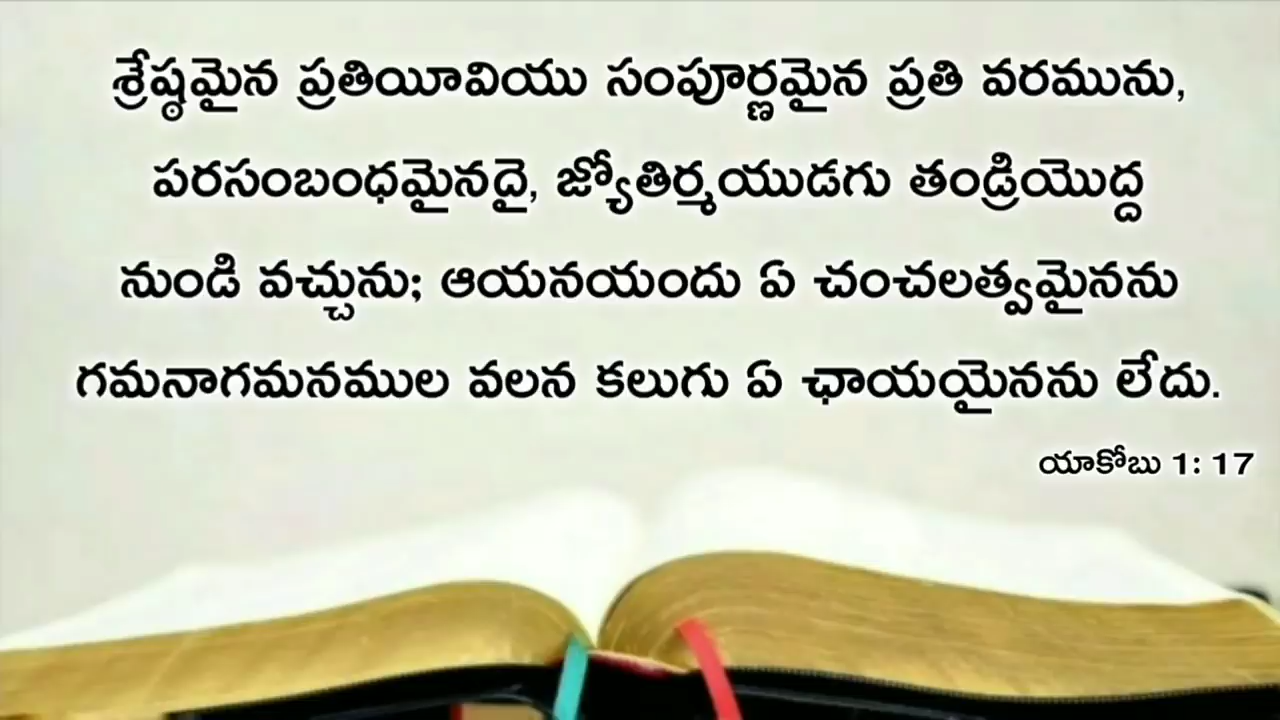 శ్రేష్ఠమైన ప్రతియీవియు సంపూర్ణమైన ప్రతి వరమును,
పరసంబంధమైనదై, జ్యోతిర్మయుడగు తండ్రియొద్ద
నుండి వచ్చును; ఆయనయందు ఏ చంచలత్వమైనను
గమనాగమనముల వలన కలుగు ఏ ఛాయయైనను లేదు.
యాకోబు 1: 17